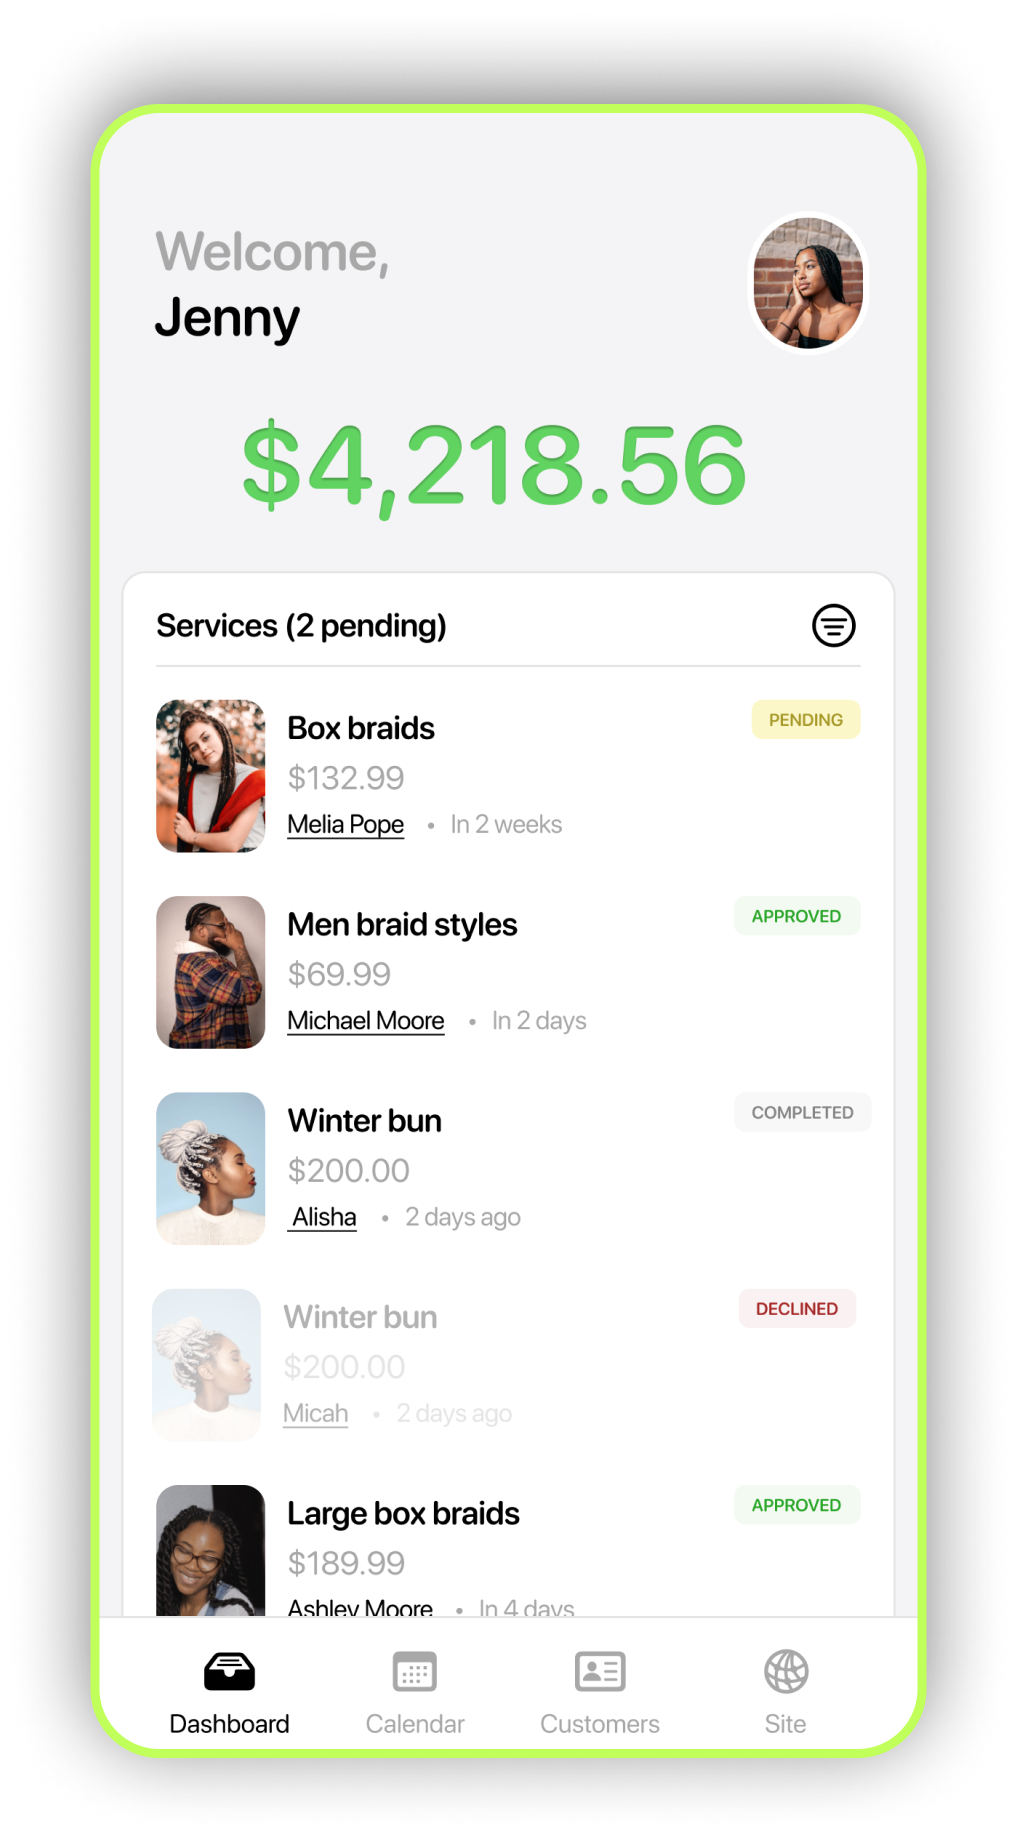 Welcome,
Jenny
$4,218.56
Services (2 pending)
Box braids
PENDING
$132.99
Melia Pope • In 2 weeks
Men braid styles
APPROVED
$69.99
Michael Moore • In 2 days
Winter bun
COMPLETED
$200.00
Alisha • 2 days ago
Winter bun
DECLINED
$200.00
Micah • 2 days ago
Large box braids
APPROVED
$189.99
Ashley Moore • In 4 days
Dashboard
Calendar
Customers
Site